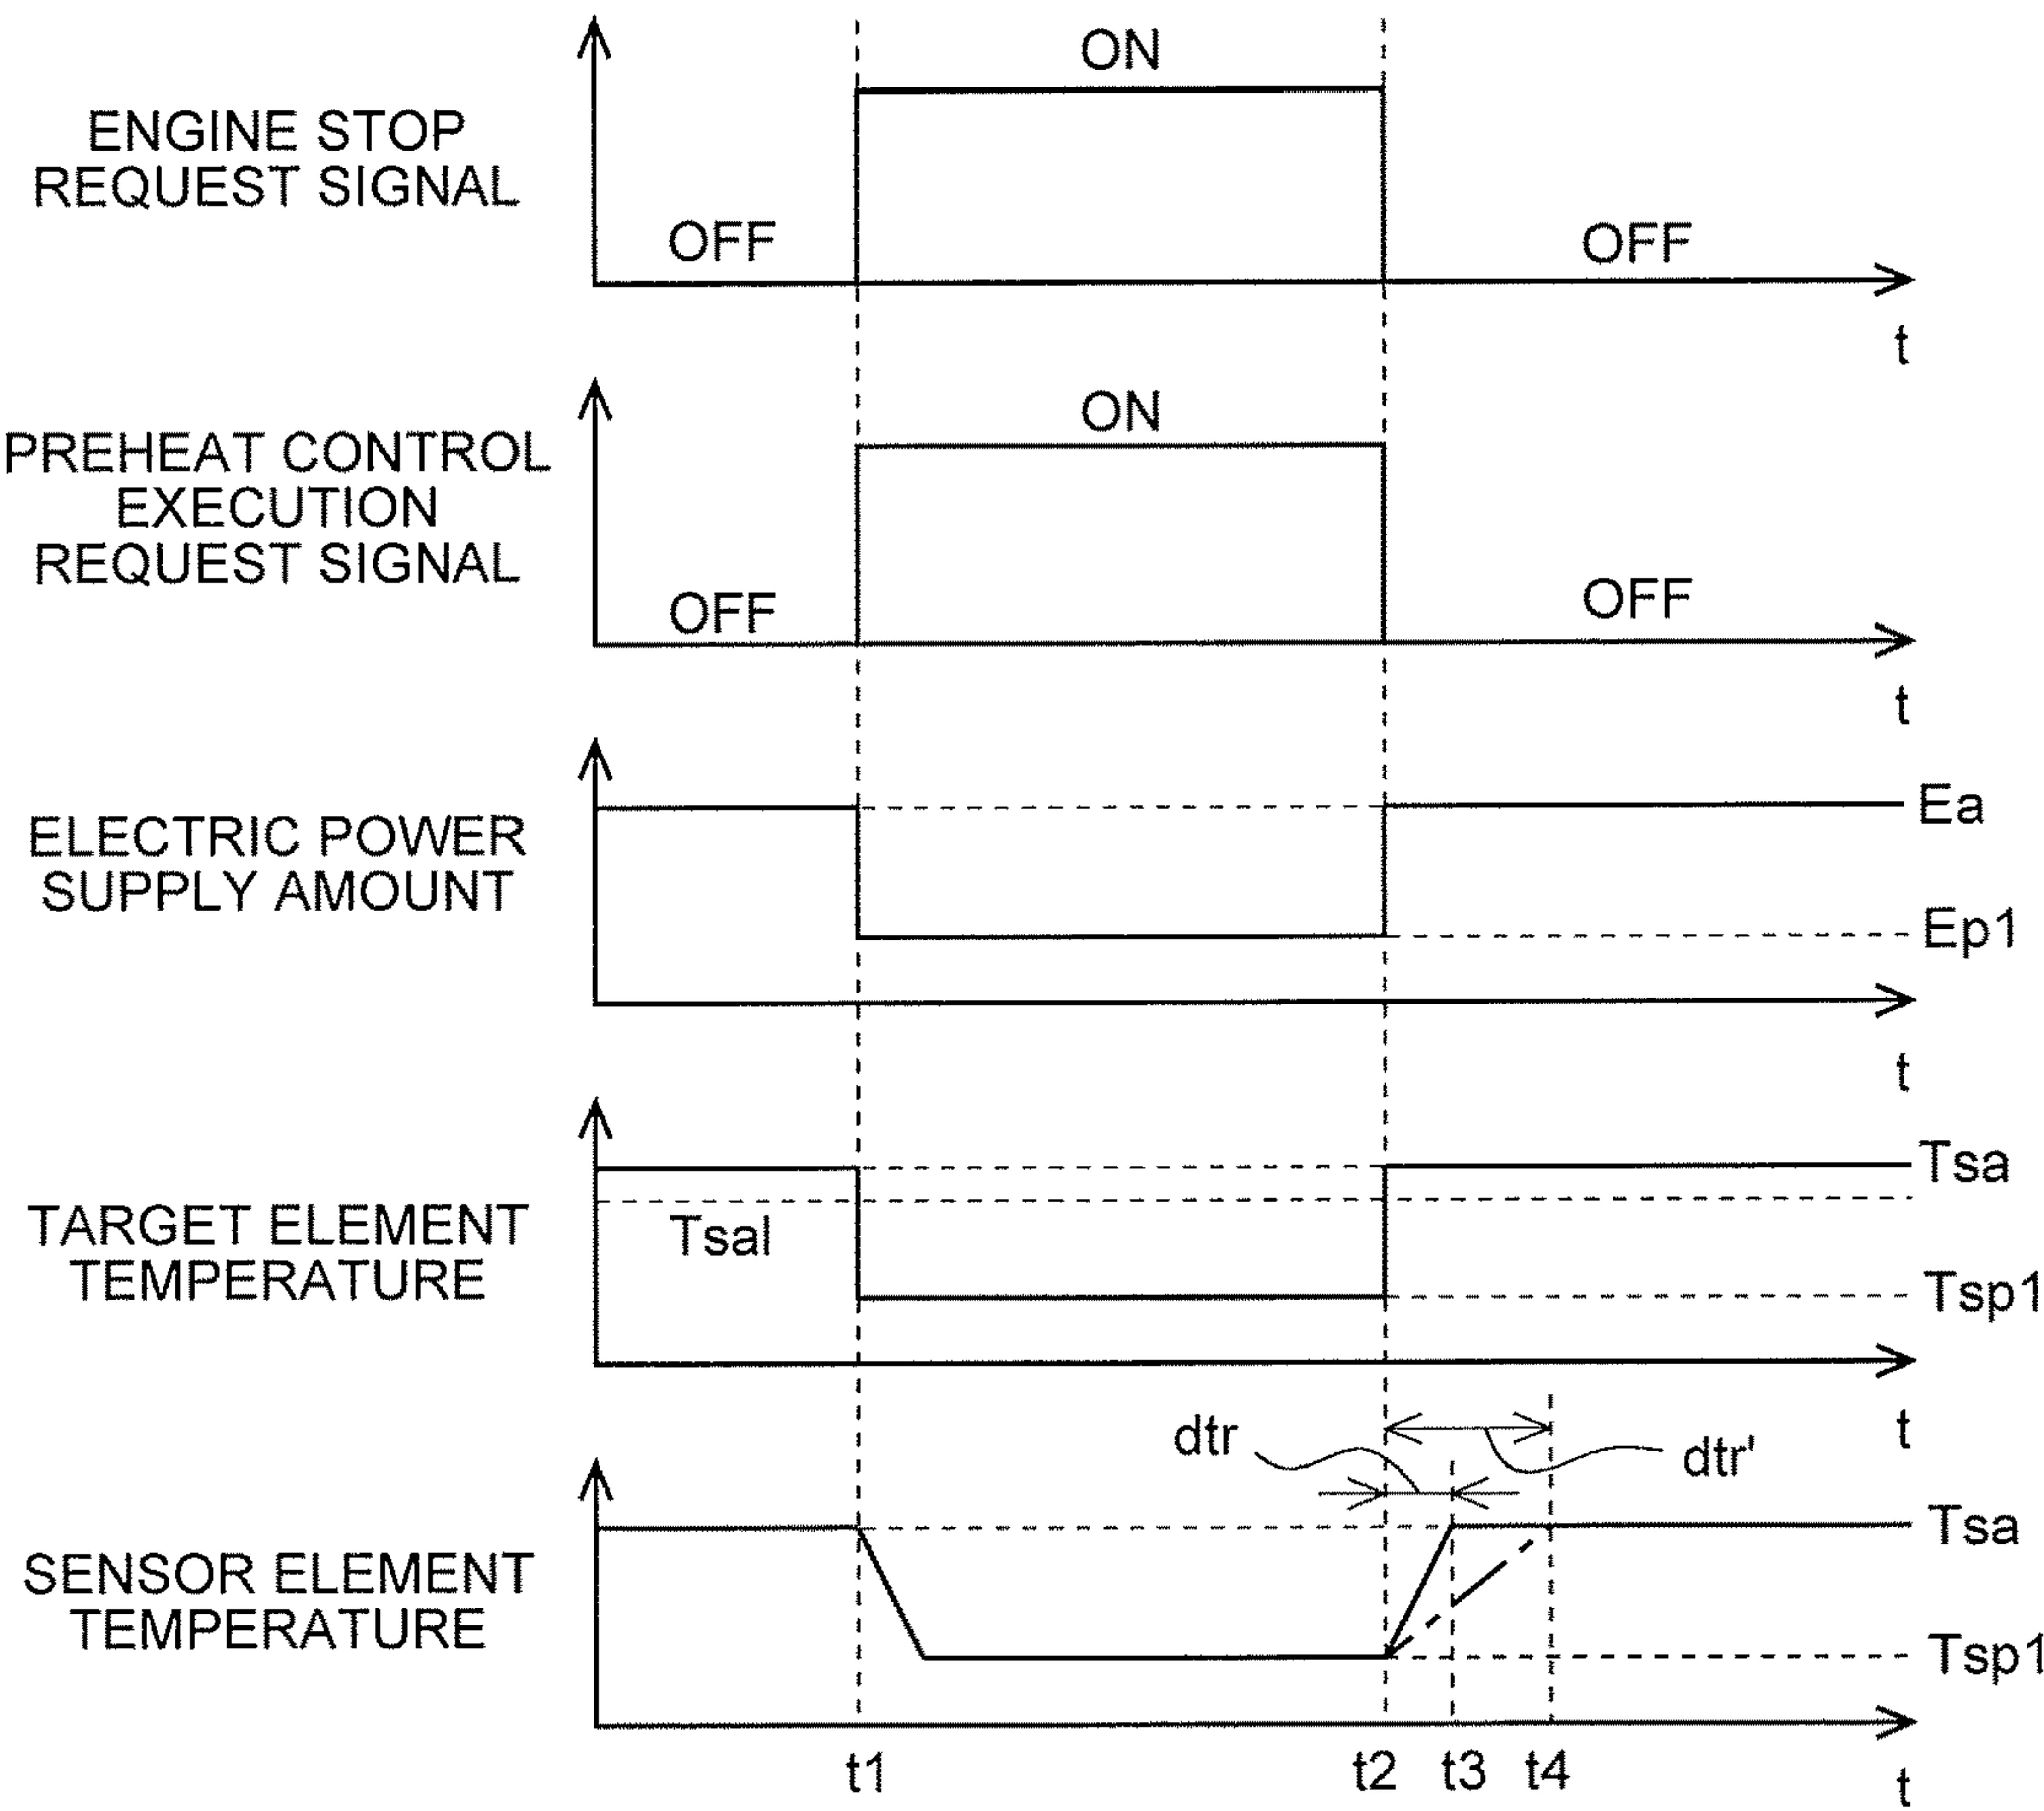 ON
ENGINE STOP
REQUEST SIGNAL
OFF
OFF
t
ON
PREHEAT CONTROL
EXECUTION
REQUEST SIGNAL
OFF
OFF
t
Ea
ELECTRIC POWER
SUPPLY AMOUNT
Ep1
t
Tsa
TARGET ELEMENT
TEMPERATURE
Tsal
Tsp1
t
dtr
dtr'
Tsa
SENSOR ELEMENT
TEMPERATURE
Tsp1
t1
t2
t3
t4
t